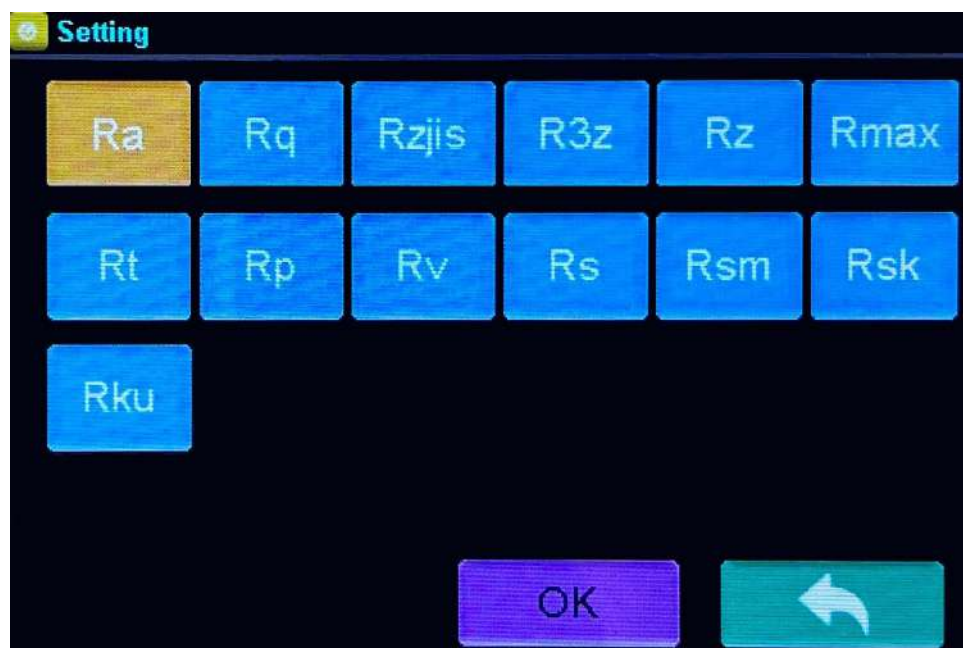 Setting
Ra Rq Rzjis R3z Rz Rmax
Rt Rp Rv Rs Rsm Rsk
Rku
OK